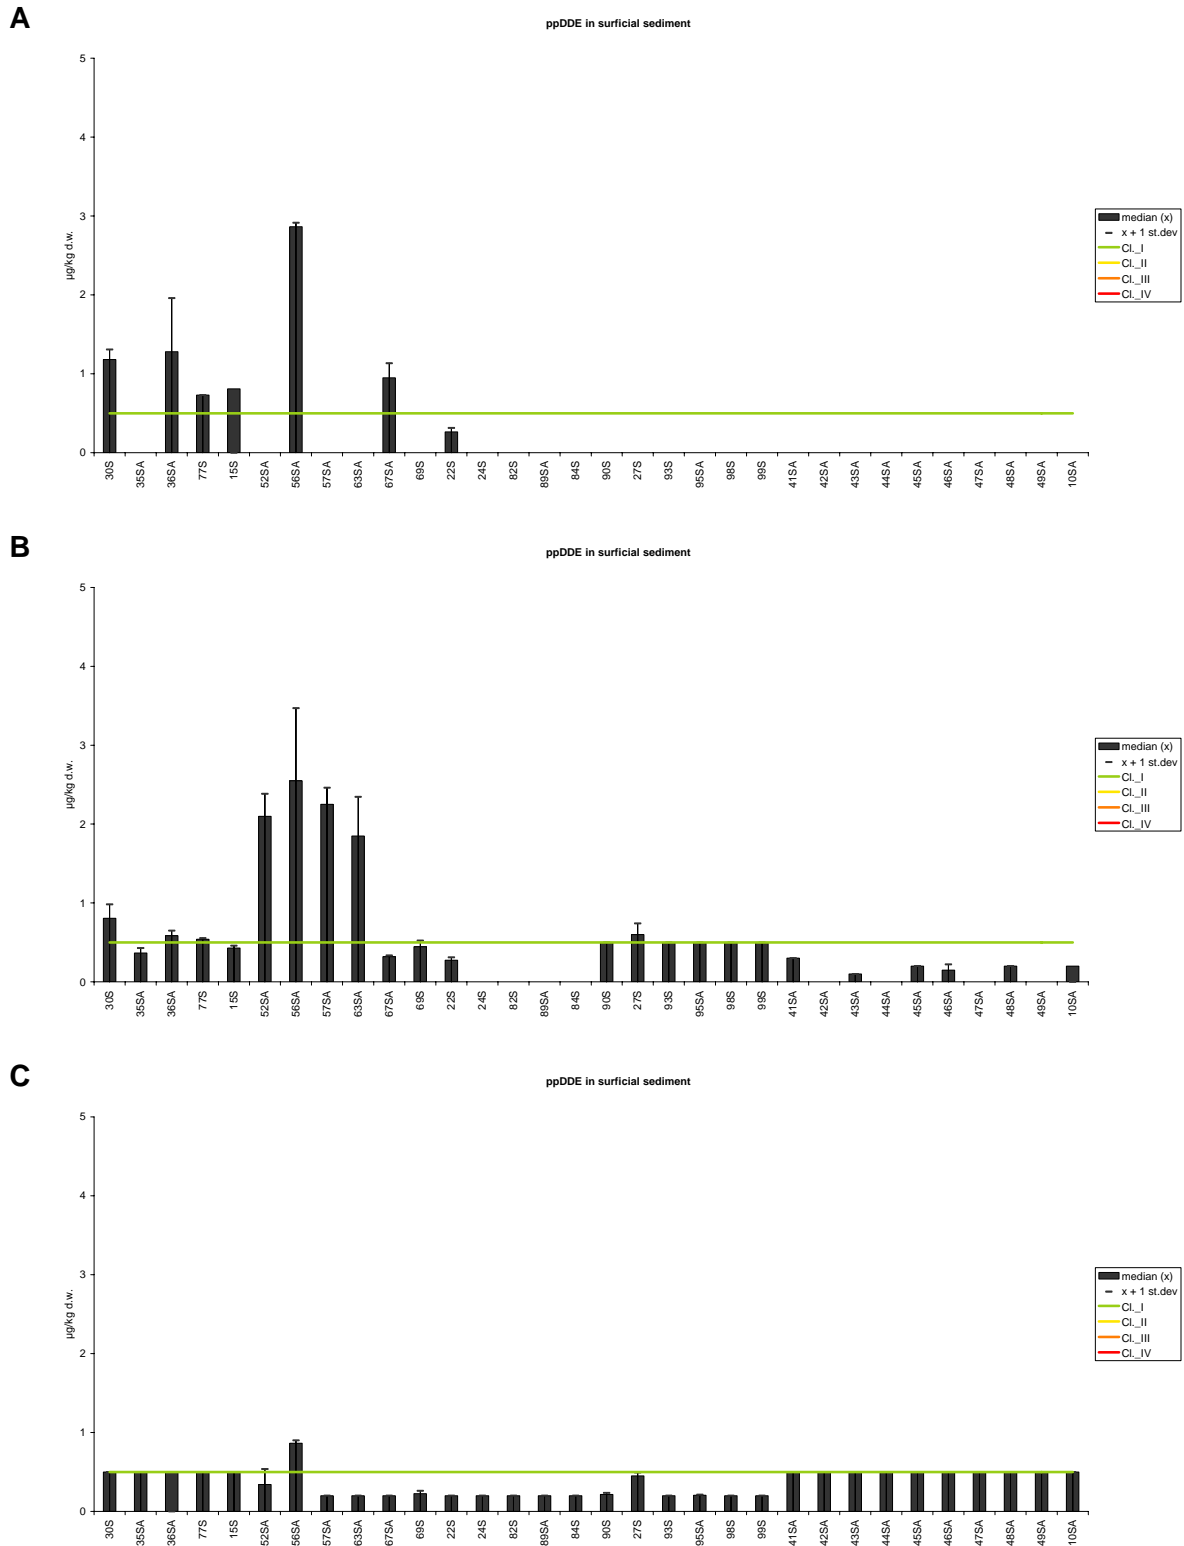 A
ppDDE in surficial sediment
5
4
3
2
1
0
µg/kg d.w.
30S
35SA
36SA
77S
15S
52SA
56SA
57SA
63SA
67SA
69S
22S
24S
82S
89SA
84S
90S
27S
93S
95SA
98S
99S
41SA
42SA
43SA
44SA
45SA
46SA
47SA
48SA
49SA
10SA
median (x)
x + 1 st.dev
Cl._I
Cl._II
Cl._III
Cl._IV
B
ppDDE in surficial sediment
5
4
3
2
1
0
µg/kg d.w.
30S
35SA
36SA
77S
15S
52SA
56SA
57SA
63SA
67SA
69S
22S
24S
82S
89SA
84S
90S
27S
93S
95SA
98S
99S
41SA
42SA
43SA
44SA
45SA
46SA
47SA
48SA
49SA
10SA
median (x)
x + 1 st.dev
Cl._I
Cl._II
Cl._III
Cl._IV
C
ppDDE in surficial sediment
5
4
3
2
1
0
µg/kg d.w.
30S
35SA
36SA
77S
15S
52SA
56SA
57SA
63SA
67SA
69S
22S
24S
82S
89SA
84S
90S
27S
93S
95SA
98S
99S
41SA
42SA
43SA
44SA
45SA
46SA
47SA
48SA
49SA
10SA
median (x)
x + 1 st.dev
Cl._I
Cl._II
Cl._III
Cl._IV